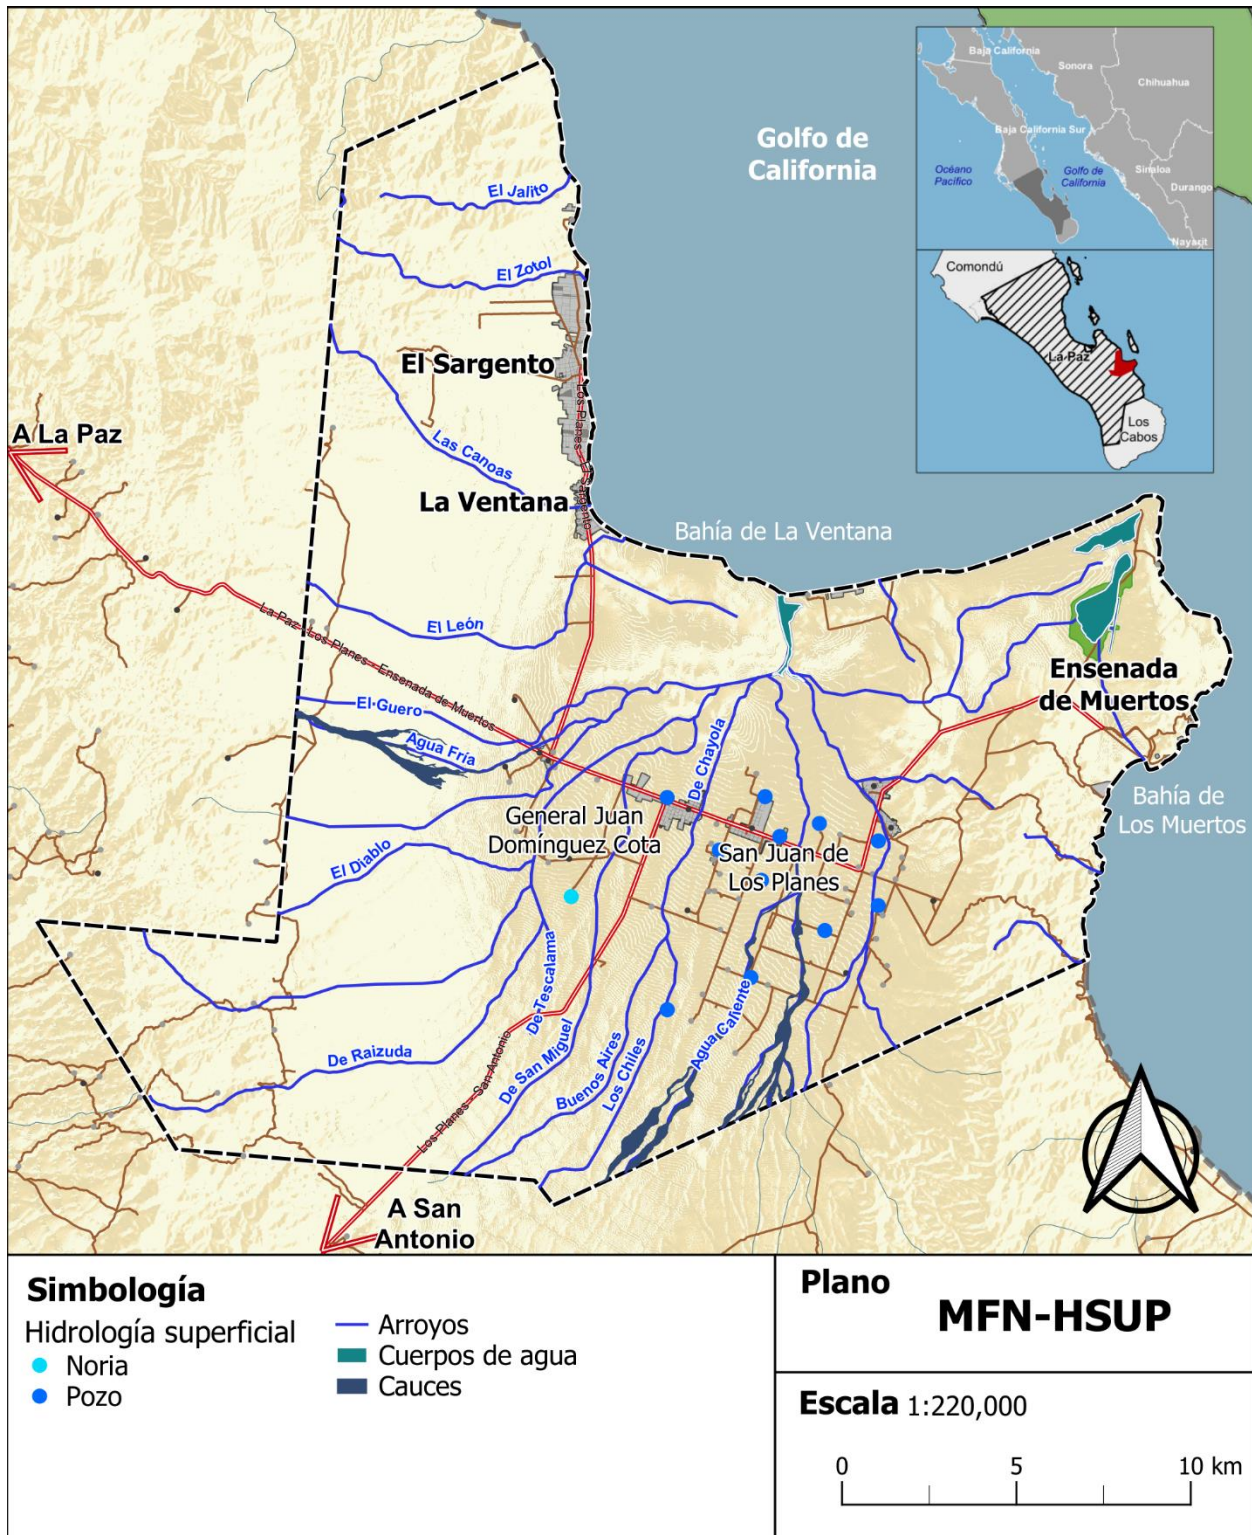 Golfo de
California
Baja California
Sonora
Chihuahua
Baja California Sur
Océano
Pacífico
Golfo de
California
Sinaloa
Durango
Nayarit
Comondú
La Paz
Los
Cabos
El Jalito
El Zotol
El Sargento
Los Planes - El Sargento
A La Paz
Las Canoas
La Ventana
Bahía de La Ventana
La Paz - Los Planes - Ensenada de Muertos
El León
Ensenada
de Muertos
El Guero
Agua Fría
De Chayola
Bahía de
Los Muertos
General Juan
Domínguez Cota
San Juan de
Los Planes
El Diablo
De Tescalama
De Raizuda
De San Miguel
Buenos Aires
Los Chiles
Agua Caliente
Los Planes - San Antonio
A San
Antonio
Simbología
Hidrología superficial
Noria
Pozo
Arroyos
Cuerpos de agua
Cauces
Plano
MFN-HSUP
Escala 1:220,000
0 5 10 km